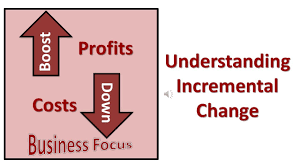 Boost
Profits
Costs
Down
Business Focus
Understanding
Incremental
Change